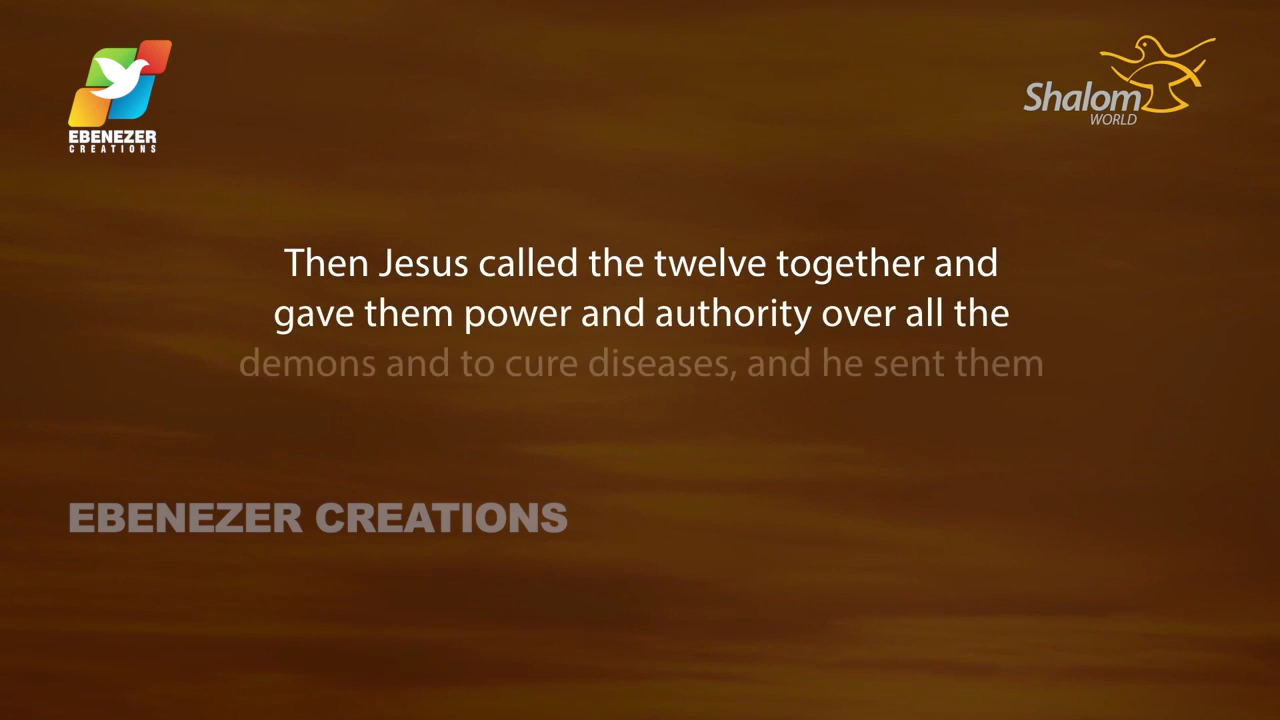 EBENEZER
CREATIONS
Shalom
WORLD
Then Jesus called the twelve together and
gave them power and authority over all the
demons and to cure diseases, and he sent them
EBENEZER CREATIONS